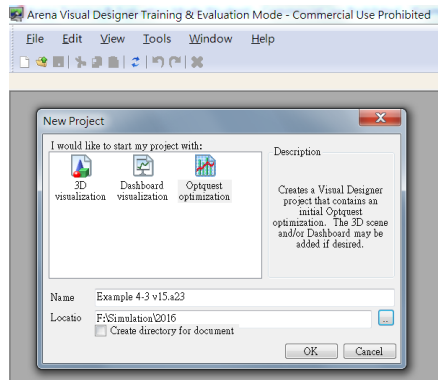 Arena Visual Designer Training & Evaluation Mode - Commercial Use Prohibited
File Edit View Tools Window Help
New Project
I would like to start my project with:
3D visualization
Dashboard visualization
Optquest optimization
Description
Creates a Visual Designer
project that contains an
initial Optquest
optimization. The 3D scene
and/or Dashboard may be
added if desired.
Name Example 4-3 v15.a23
Locatio F:\Simulation\2016
...
Create directory for document
OK Cancel